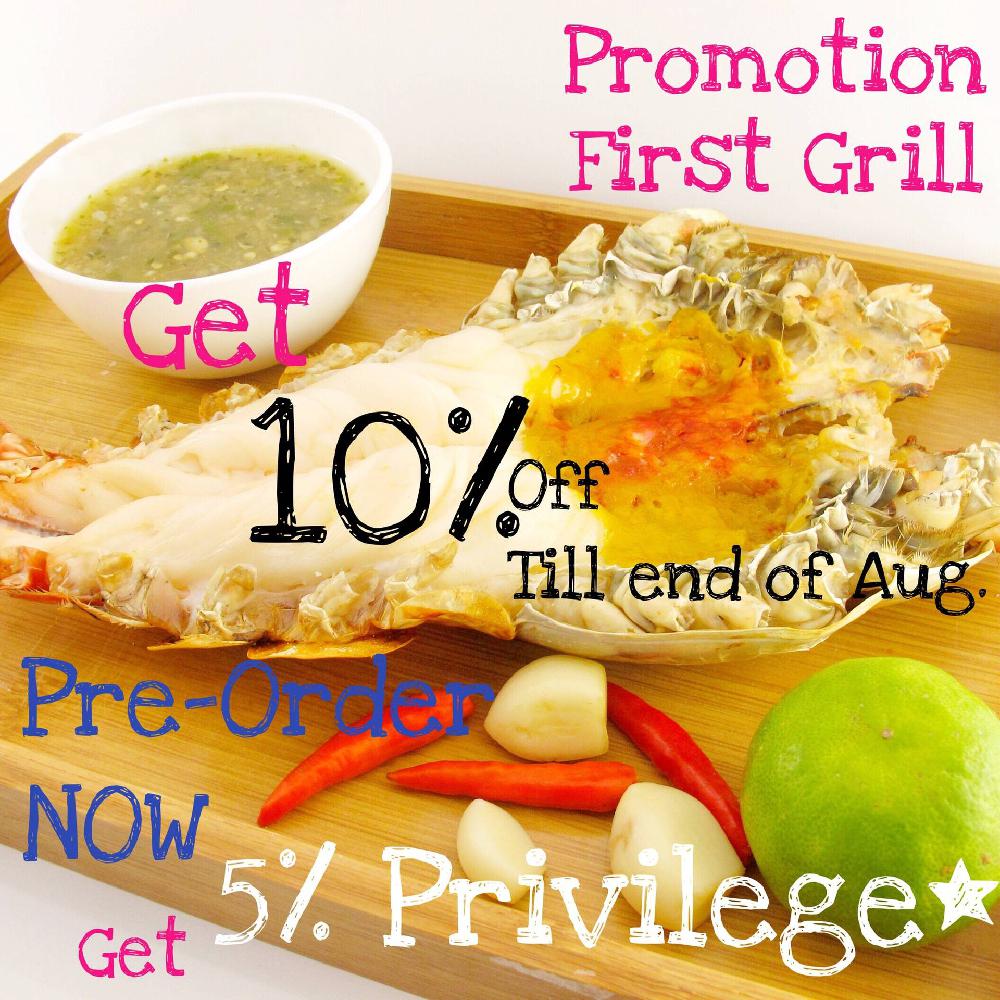 Promotion
First Grill
Get
10% Off
Till end of Aug.
Pre-Order
NOW
Get 5% Privilege★